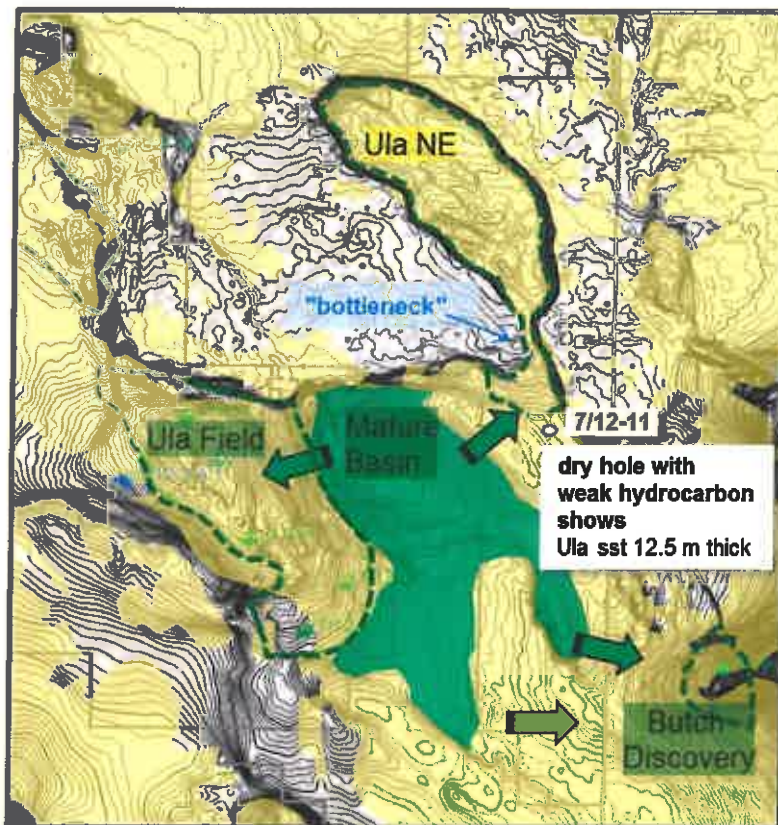 Ula NE
"bottleneck"
7/12-11
Ula Field
Mature
Basin
dry hole with
weak hydrocarbon
shows
Ula sst 12.5 m thick
Butch
Discovery